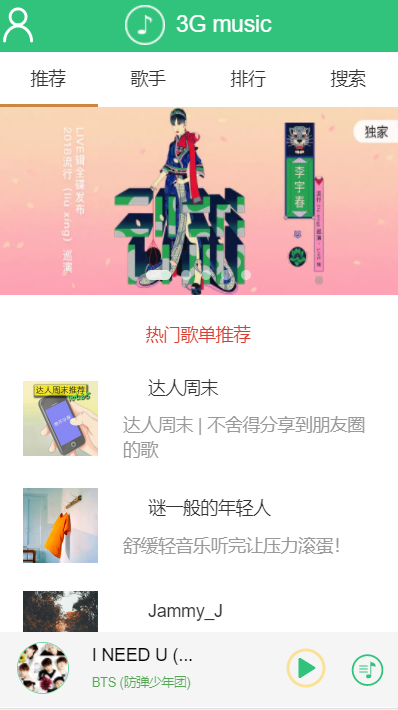 3G music
推荐 歌手 排行 搜索
独家
LIVE辑全碟发布
2018流行（liu xing）巡演
李宇春
热门歌单推荐
达人周末推荐
达人周末
达人周末 | 不舍得分享到朋友圈
的歌
谜一般的年轻人
舒缓轻音乐听完让压力滚蛋！
Jammy_J
I NEED U (...
BTS (防弹少年团)